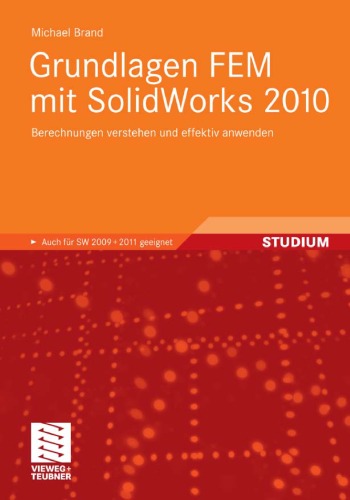 Michael Brand
Grundlagen FEM
mit SolidWorks 2010
Berechnungen verstehen und effektiv anwenden
▶ Auch für SW 2009 + 2011 geeignet
STUDIUM
VIEWEG+
TEUBNER